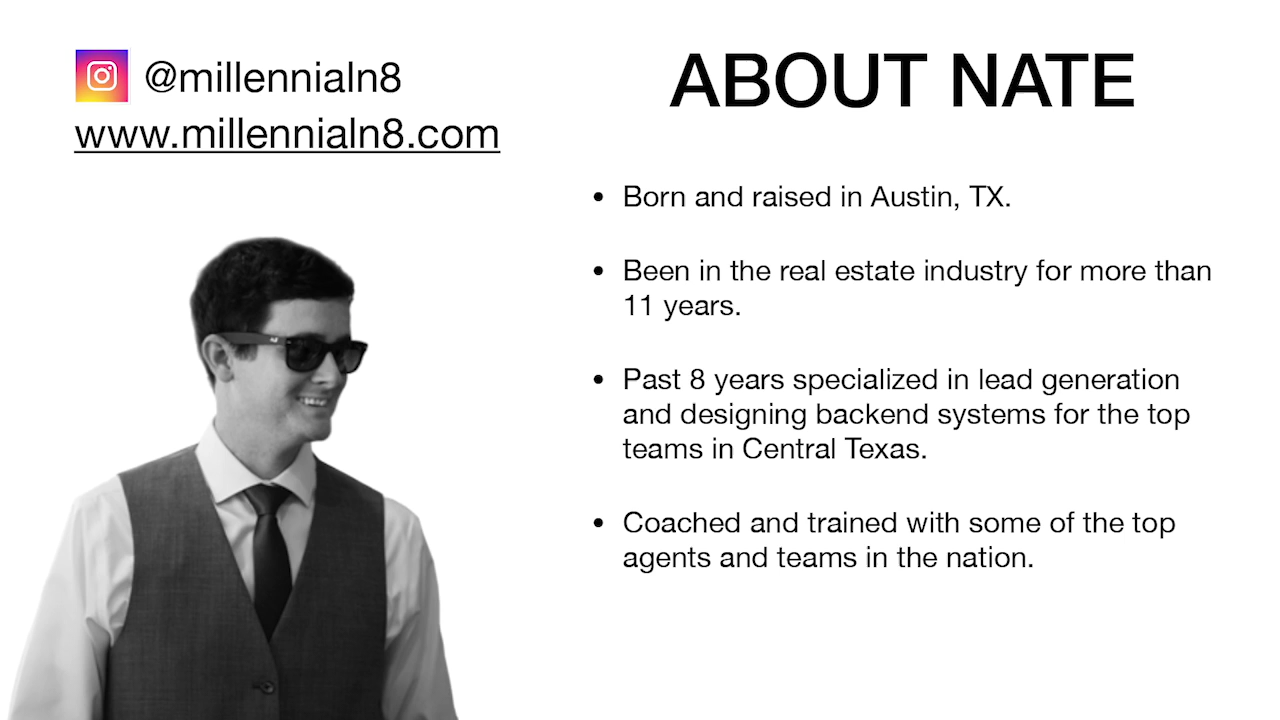 @millennialn8
www.millennialn8.com
ABOUT NATE
• Born and raised in Austin, TX.
• Been in the real estate industry for more than
11 years.
• Past 8 years specialized in lead generation
and designing backend systems for the top
teams in Central Texas.
• Coached and trained with some of the top
agents and teams in the nation.